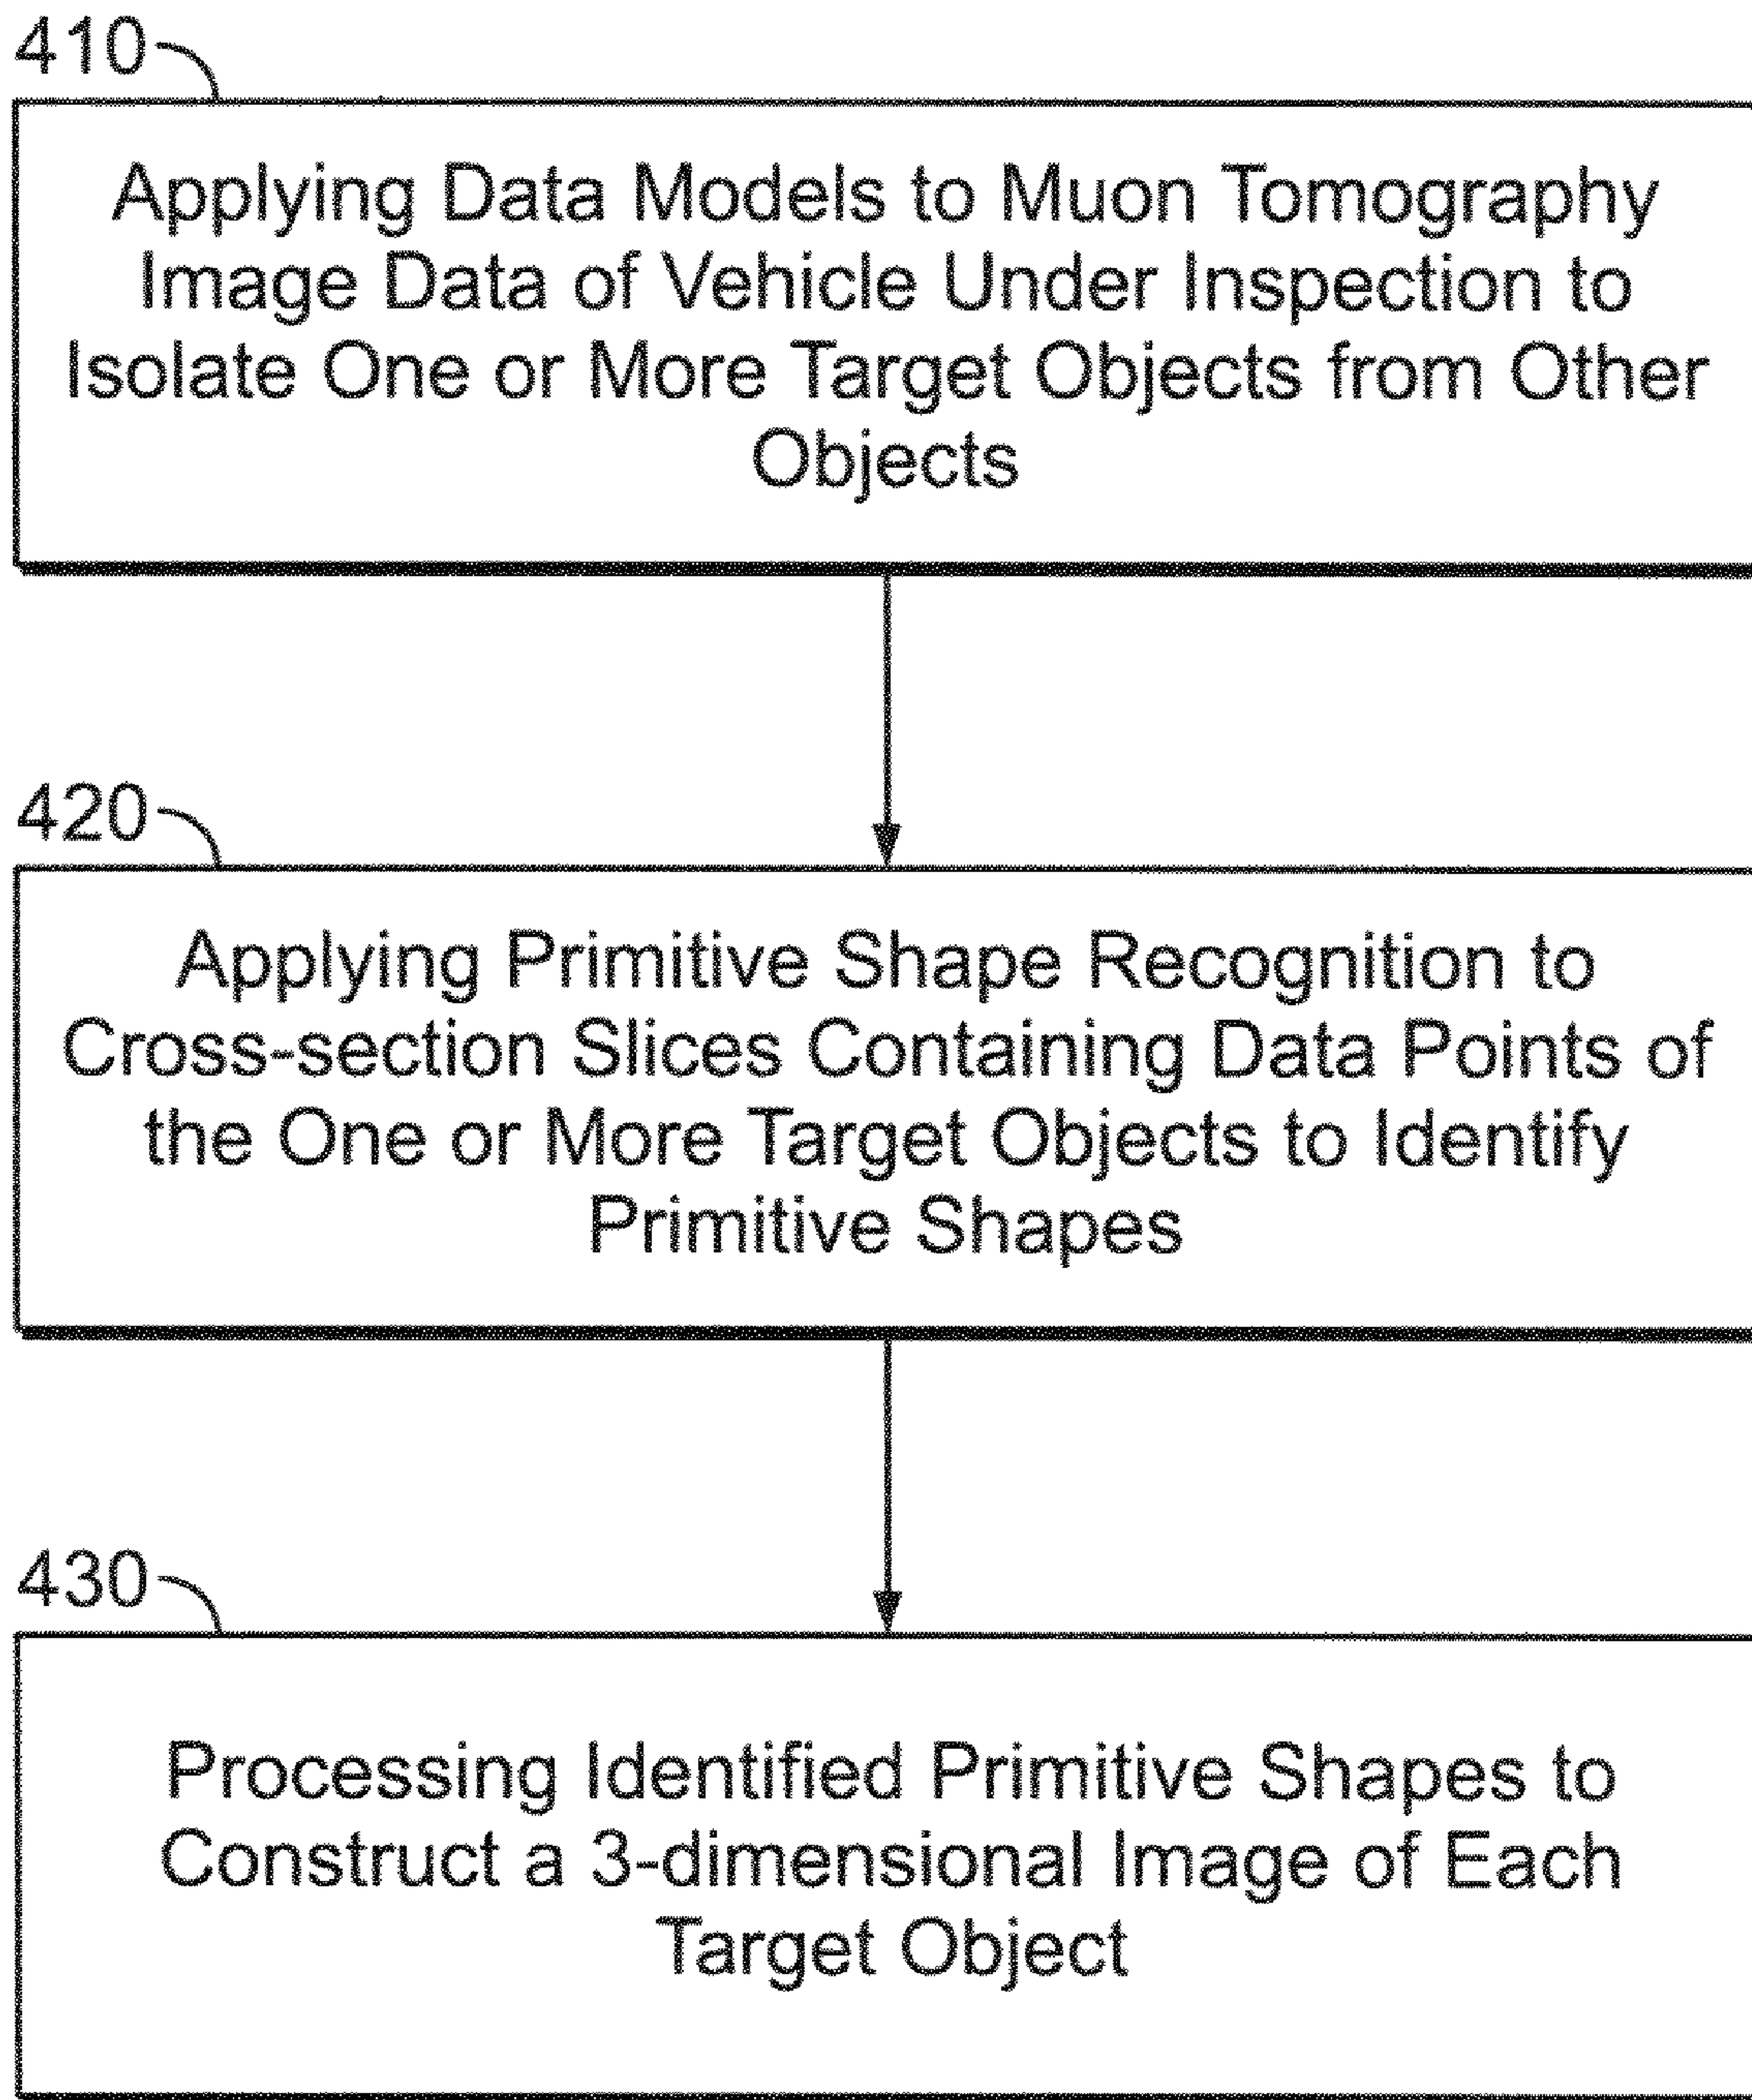 410
Applying Data Models to Muon Tomography
Image Data of Vehicle Under Inspection to
Isolate One or More Target Objects from Other
Objects
420
Applying Primitive Shape Recognition to
Cross-section Slices Containing Data Points of
the One or More Target Objects to Identify
Primitive Shapes
430
Processing Identified Primitive Shapes to
Construct a 3-dimensional Image of Each
Target Object